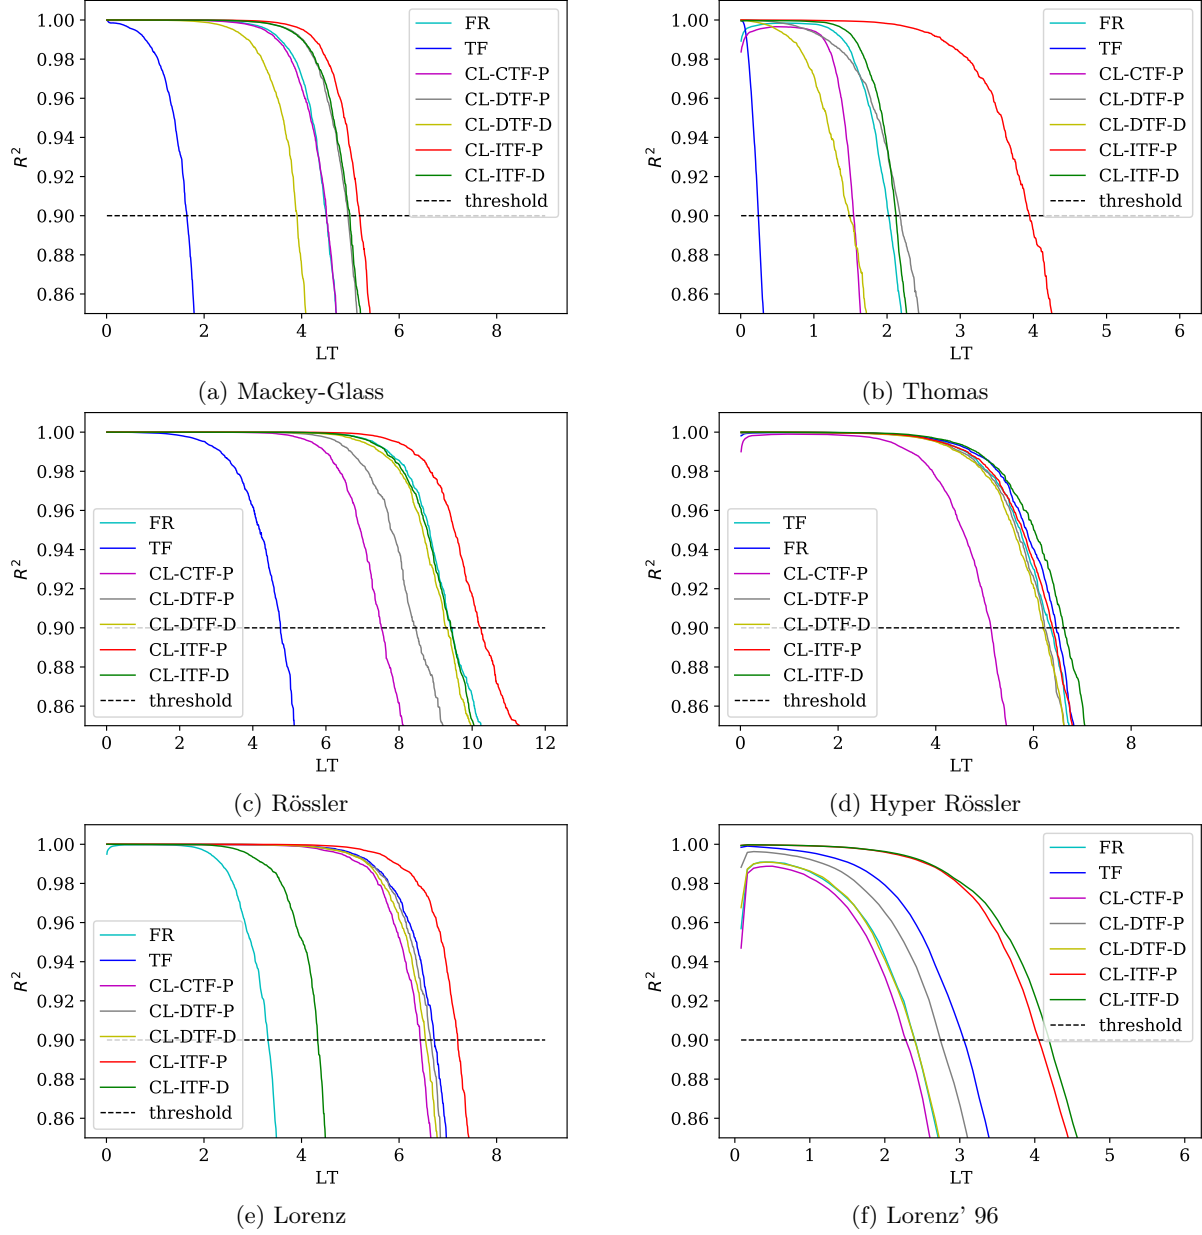 1.00
0.98
0.96
0.94
0.92
0.90
0.88
0.86
R²
0 2 4 6 8
LT
FR
TF
CL-CTF-P
CL-DTF-P
CL-DTF-D
CL-ITF-P
CL-ITF-D
threshold
(a) Mackey-Glass
1.00
0.98
0.96
0.94
0.92
0.90
0.88
0.86
R²
0 1 2 3 4 5 6
LT
FR
TF
CL-CTF-P
CL-DTF-P
CL-DTF-D
CL-ITF-P
CL-ITF-D
threshold
(b) Thomas
1.00
0.98
0.96
0.94
0.92
0.90
0.88
0.86
R²
0 2 4 6 8 10 12
LT
FR
TF
CL-CTF-P
CL-DTF-P
CL-DTF-D
CL-ITF-P
CL-ITF-D
threshold
(c) Rössler
1.00
0.98
0.96
0.94
0.92
0.90
0.88
0.86
R²
0 2 4 6 8
LT
TF
FR
CL-CTF-P
CL-DTF-P
CL-DTF-D
CL-ITF-P
CL-ITF-D
threshold
(d) Hyper Rössler
1.00
0.98
0.96
0.94
0.92
0.90
0.88
0.86
R²
0 2 4 6 8
LT
FR
TF
CL-CTF-P
CL-DTF-P
CL-DTF-D
CL-ITF-P
CL-ITF-D
threshold
(e) Lorenz
1.00
0.98
0.96
0.94
0.92
0.90
0.88
0.86
R²
0 1 2 3 4 5 6
LT
FR
TF
CL-CTF-P
CL-DTF-P
CL-DTF-D
CL-ITF-P
CL-ITF-D
threshold
(f) Lorenz’ 96